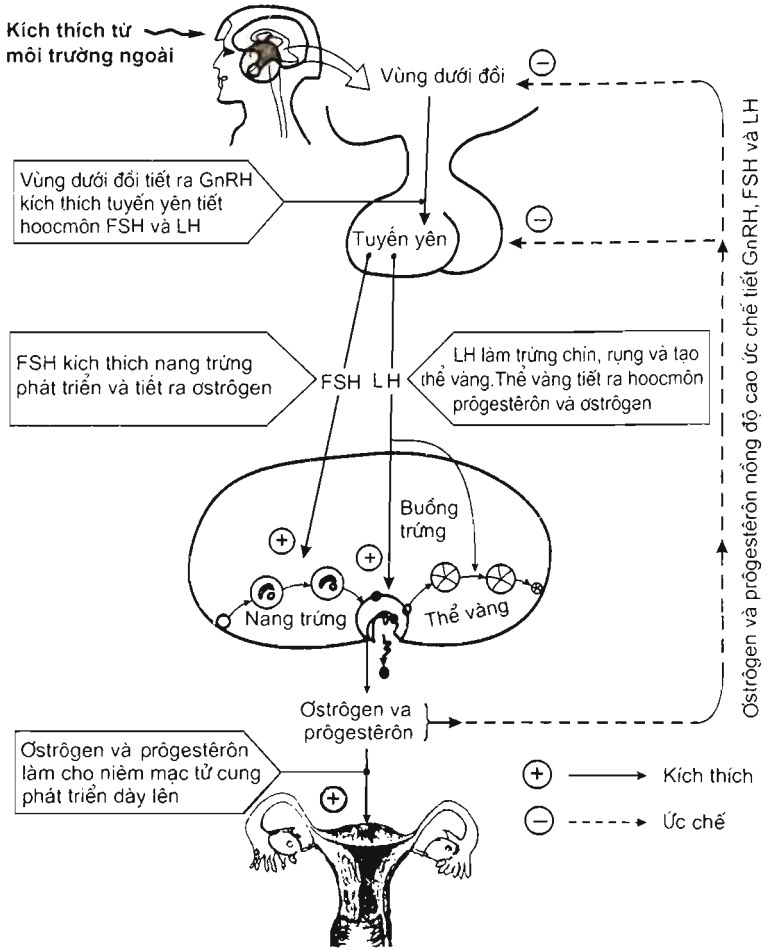 Kích thích từ
môi trường ngoài
Vùng dưới đồi
Vùng dưới đồi tiết ra GnRH
kích thích tuyến yên tiết
hoocmôn FSH và LH
Tuyến yên
FSH kích thích nang trứng
phát triển và tiết ra ơstrôgen
FSH
LH
LH làm trứng chín, rụng và tạo
thể vàng.Thể vàng tiết ra hoocmôn
prôgestêrôn và ơstrôgen
Buồng
trứng
Nang trứng
Thể vàng
Ơstrôgen va
prôgestêrôn
Ơstrôgen và prôgestêrôn
làm cho niêm mạc tử cung
phát triển dày lên
Kích thích
Ức chế
Ơstrôgen và prôgestêrôn nồng độ cao ức chế tiết GnRH, FSH và LH